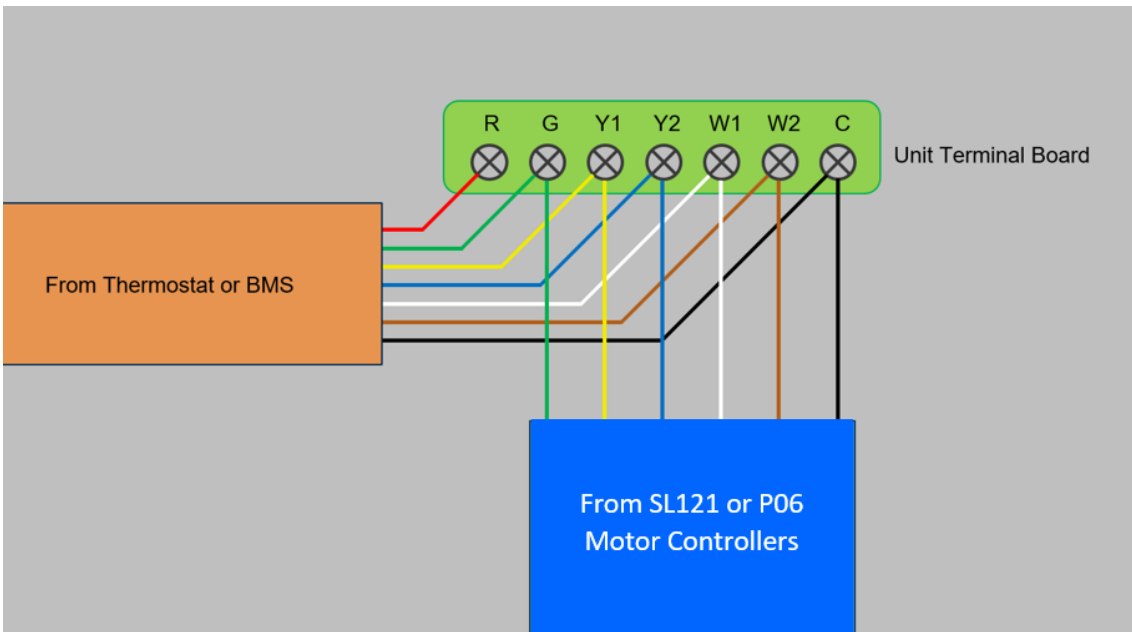 R G Y1 Y2 W1 W2 C
Unit Terminal Board
From Thermostat or BMS
From SL121 or P06
Motor Controllers